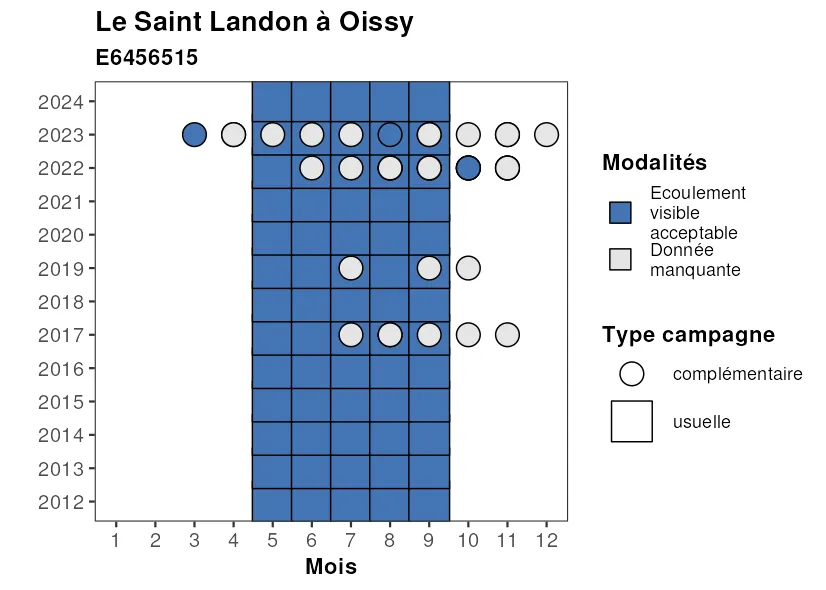 Le Saint Landon à Oissy
E6456515
2024
2023
2022
2021
2020
2019
2018
2017
2016
2015
2014
2013
2012
1 2 3 4 5 6 7 8 9 10 11 12
Mois
Modalités
Ecoulement
visible
acceptable
Donnée
manquante
Type campagne
complémentaire
usuelle